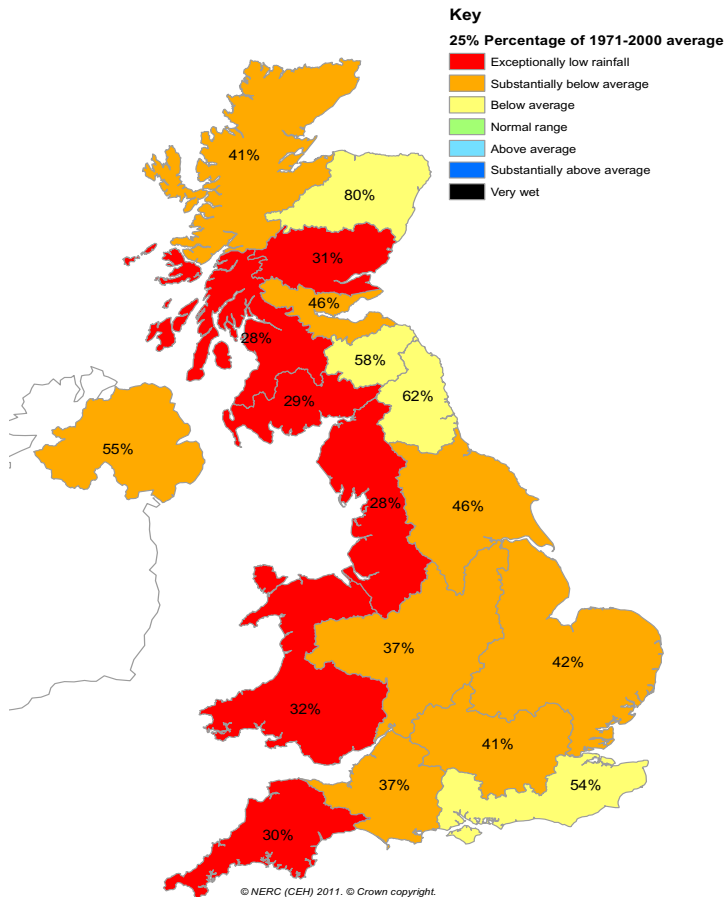 Key
25% Percentage of 1971-2000 average
Exceptionally low rainfall
Substantially below average
Below average
Normal range
Above average
Substantially above average
Very wet
41%
80%
31%
46%
28%
58%
29%
62%
55%
28%
46%
37%
42%
32%
41%
37%
54%
30%
© NERC (CEH) 2011. © Crown copyright.